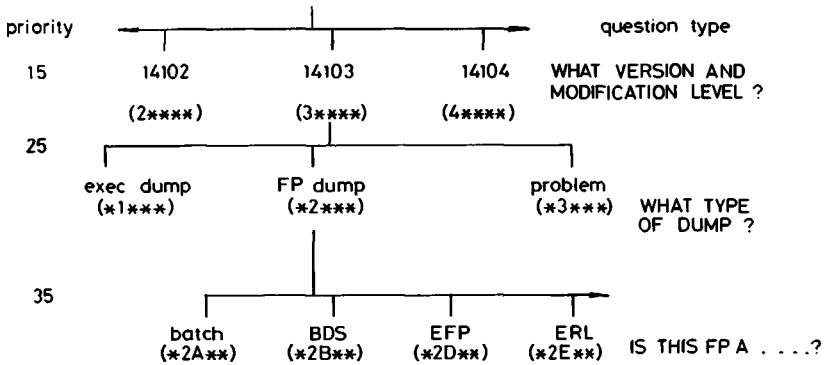 priority question type
15 14102 14103 14104 WHAT VERSION AND
MODIFICATION LEVEL ?
(2****) (3****) (4****)
25
exec dump FP dump problem
(*1***) (*2***) (*3***) WHAT TYPE
OF DUMP ?
35
batch BDS EFP ERL
(*2A**) (*2B**) (*2D**) (*2E**) IS THIS FP A . . . . ?